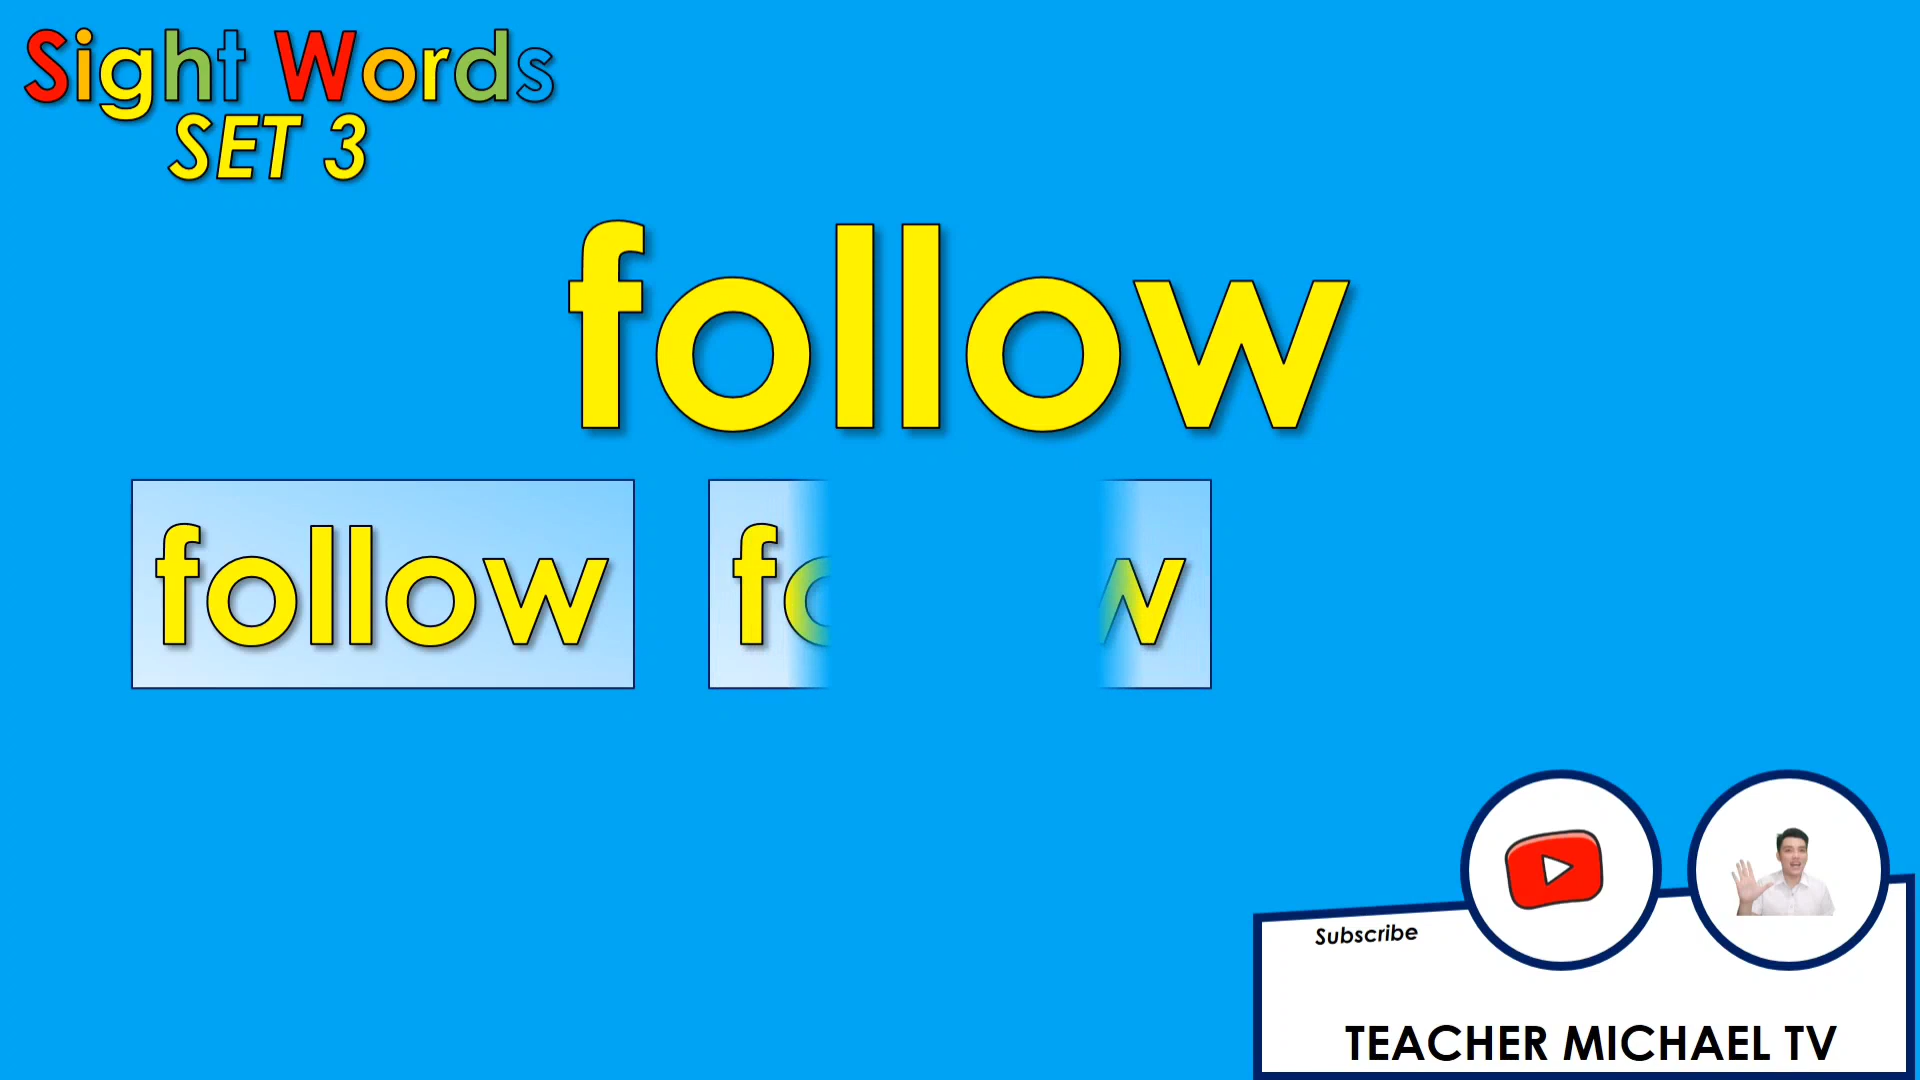 Sight Words
SET 3
follow
follow
Subscribe
TEACHER MICHAEL TV